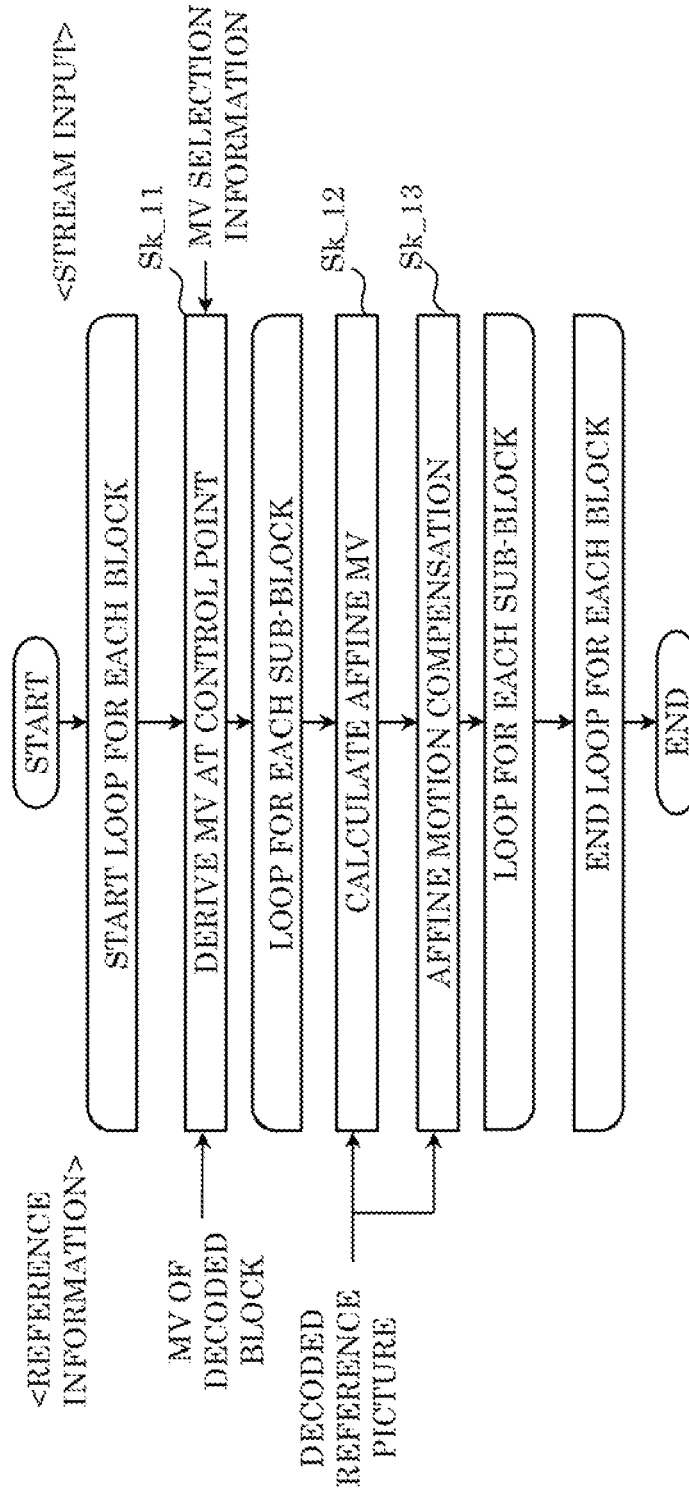 <REFERENCE
INFORMATION>
<STREAM INPUT>
START
START LOOP FOR EACH BLOCK
Sk_11
MV OF
DECODED
BLOCK
DERIVE MV AT CONTROL POINT
MV SELECTION
INFORMATION
LOOP FOR EACH SUB-BLOCK
DECODED
REFERENCE
PICTURE
Sk_12
CALCULATE AFFINE MV
Sk_13
AFFINE MOTION COMPENSATION
LOOP FOR EACH SUB-BLOCK
END LOOP FOR EACH BLOCK
END